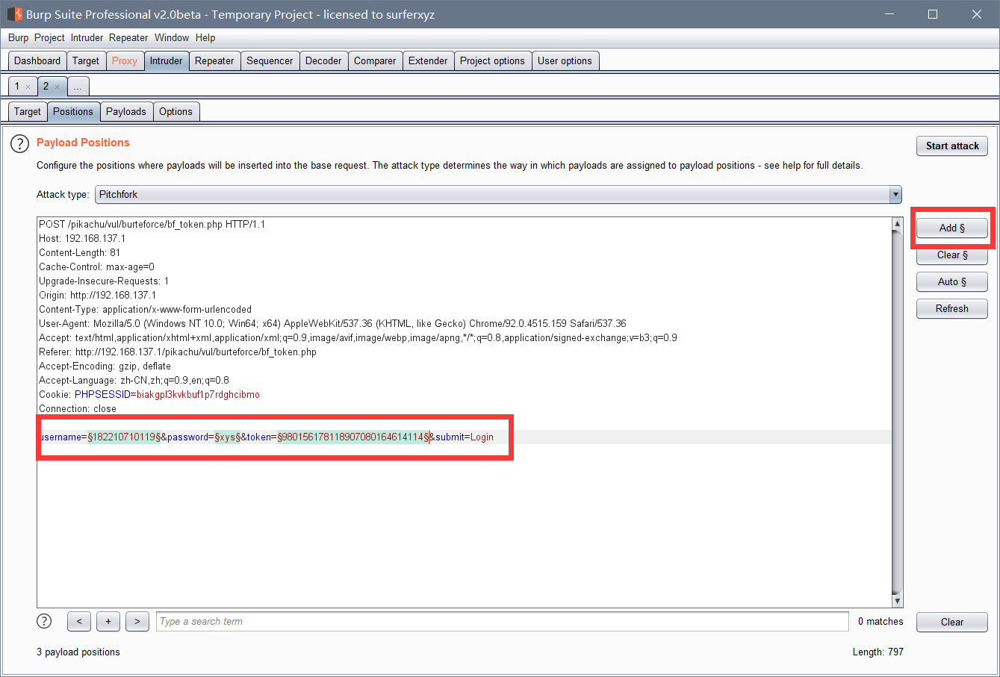 Burp Suite Professional v2.0beta - Temporary Project - licensed to surferxyz
Burp Project Intruder Repeater Window Help
Dashboard Target Proxy Intruder Repeater Sequencer Decoder Comparer Extender Project options User options
1 × 2 × ...
Target Positions Payloads Options
? Payload Positions
Start attack
Configure the positions where payloads will be inserted into the base request. The attack type determines the way in which payloads are assigned to payload positions - see help for full details.
Attack type: Pitchfork
POST /pikachu/vul/burteforce/bf_token.php HTTP/1.1
Host: 192.168.137.1
Content-Length: 81
Cache-Control: max-age=0
Upgrade-Insecure-Requests: 1
Origin: http://192.168.137.1
Content-Type: application/x-www-form-urlencoded
User-Agent: Mozilla/5.0 (Windows NT 10.0; Win64; x64) AppleWebKit/537.36 (KHTML, like Gecko) Chrome/92.0.4515.159 Safari/537.36
Accept: text/html,application/xhtml+xml,application/xml;q=0.9,image/avif,image/webp,image/apng,*/*;q=0.8,application/signed-exchange;v=b3;q=0.9
Referer: http://192.168.137.1/pikachu/vul/burteforce/bf_token.php
Accept-Encoding: gzip, deflate
Accept-Language: zh-CN,zh;q=0.9,en;q=0.8
Cookie: PHPSESSID=biakgpl3kvkbuf1p7rdghcibmo
Connection: close
username=§182210710119§&password=§xys§&token=§9801561781189070801646141​14§&submit=Login
Add §
Clear §
Auto §
Refresh
? < + > Type a search term
0 matches
Clear
3 payload positions
Length: 797